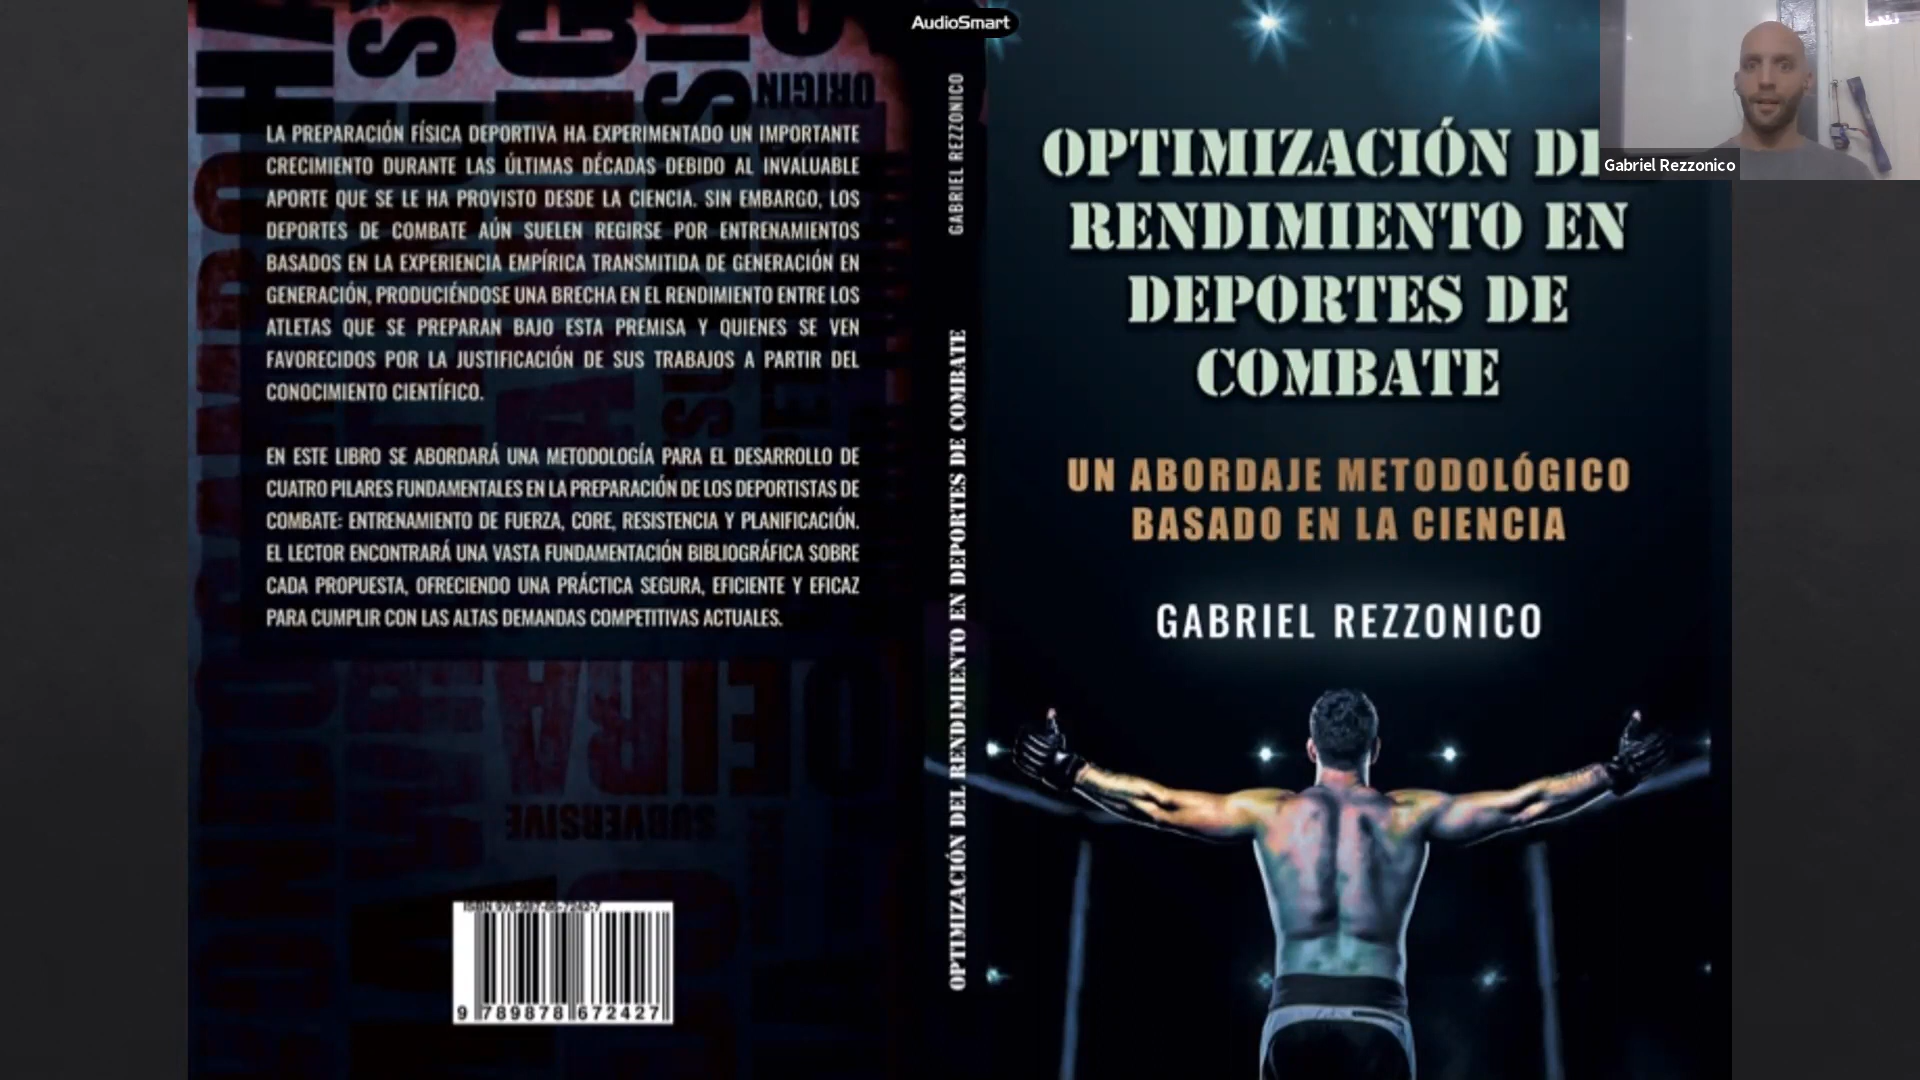 AudioSmart
LA PREPARACIÓN FÍSICA DEPORTIVA HA EXPERIMENTADO UN IMPORTANTE
CRECIMIENTO DURANTE LAS ÚLTIMAS DÉCADAS DEBIDO AL INVALUABLE
APORTE QUE SE LE HA PROVISTO DESDE LA CIENCIA. SIN EMBARGO, LOS
DEPORTES DE COMBATE AÚN SUELEN REGIRSE POR ENTRENAMIENTOS
BASADOS EN LA EXPERIENCIA EMPÍRICA TRANSMITIDA DE GENERACIÓN EN
GENERACIÓN, PRODUCIÉNDOSE UNA BRECHA EN EL RENDIMIENTO ENTRE LOS
ATLETAS QUE SE PREPARAN BAJO ESTA PREMISA Y QUIENES SE VEN
FAVORECIDOS POR LA JUSTIFICACIÓN DE SUS TRABAJOS A PARTIR DEL
CONOCIMIENTO CIENTÍFICO.
EN ESTE LIBRO SE ABORDARÁ UNA METODOLOGÍA PARA EL DESARROLLO DE
CUATRO PILARES FUNDAMENTALES EN LA PREPARACIÓN DE LOS DEPORTISTAS DE
COMBATE: ENTRENAMIENTO DE FUERZA, CORE, RESISTENCIA Y PLANIFICACIÓN.
EL LECTOR ENCONTRARÁ UNA VASTA FUNDAMENTACIÓN BIBLIOGRÁFICA SOBRE
CADA PROPUESTA, OFRECIENDO UNA PRÁCTICA SEGURA, EFICIENTE Y EFICAZ
PARA CUMPLIR CON LAS ALTAS DEMANDAS COMPETITIVAS ACTUALES.
ORIGIN
SUBVERSIVE
9 789878 672427
GABRIEL REZZONICO
OPTIMIZACIÓN DEL RENDIMIENTO EN DEPORTES DE COMBATE
OPTIMIZACIÓN
RENDIMIENTO EN
DEPORTES DE
COMBATE
UN ABORDAJE METODOLÓGICO
BASADO EN LA CIENCIA
GABRIEL REZZONICO
Gabriel Rezzonico